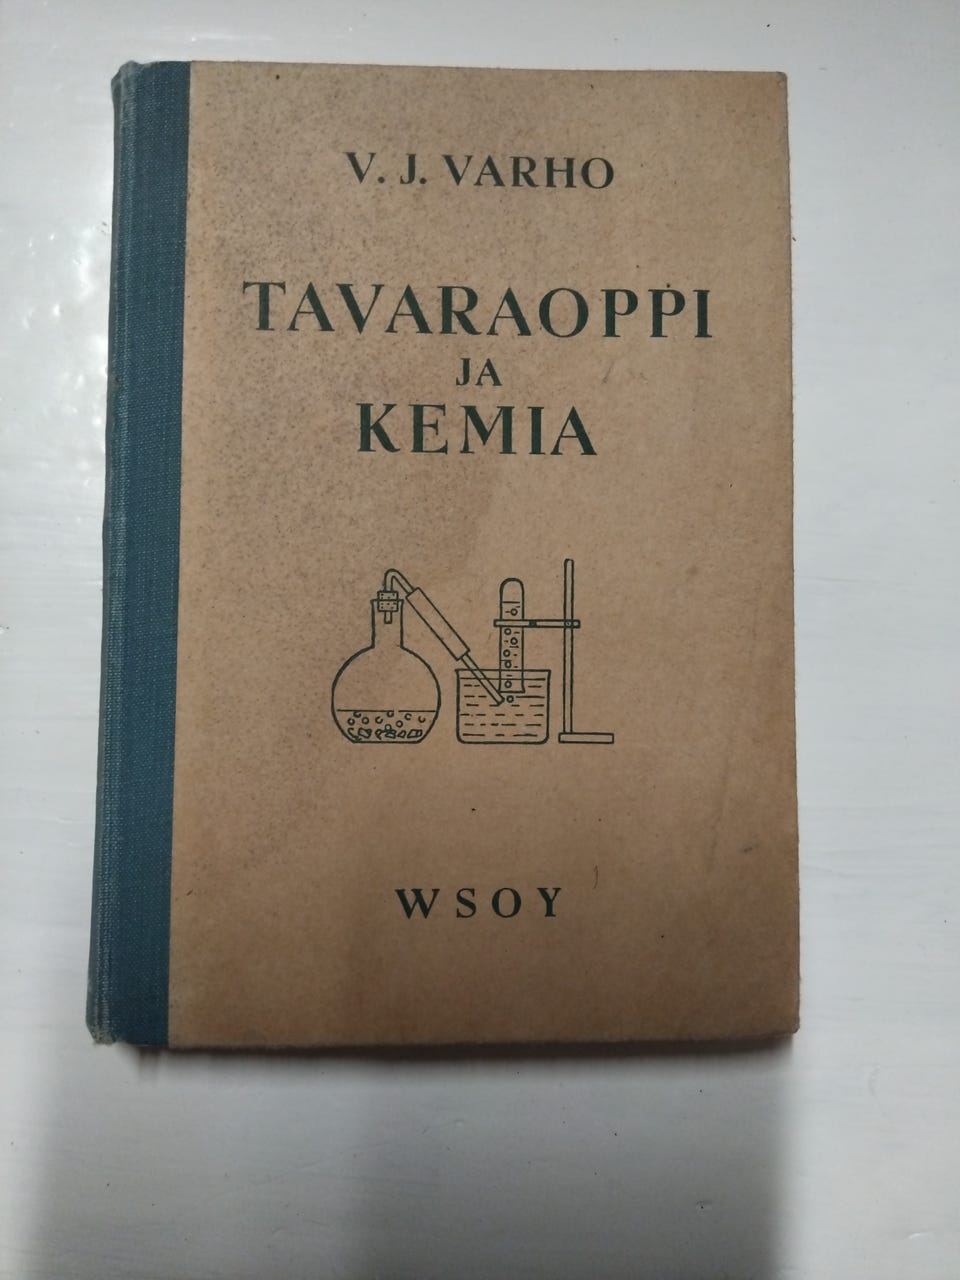 V. J. VARHO
TAVARAOPPI
JA
KEMIA
WSOY